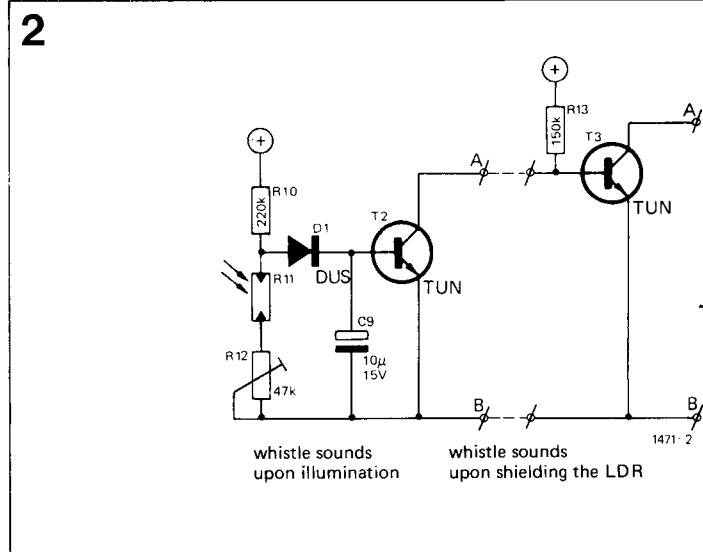 2
+
R13
150k
A
T3
+
A
R10
220k
T2
TUN
D1
R11
DUS
TUN
C9
R12
10μ
15V
47k
B
B
1471-2
whistle sounds
upon illumination
whistle sounds
upon shielding the LDR